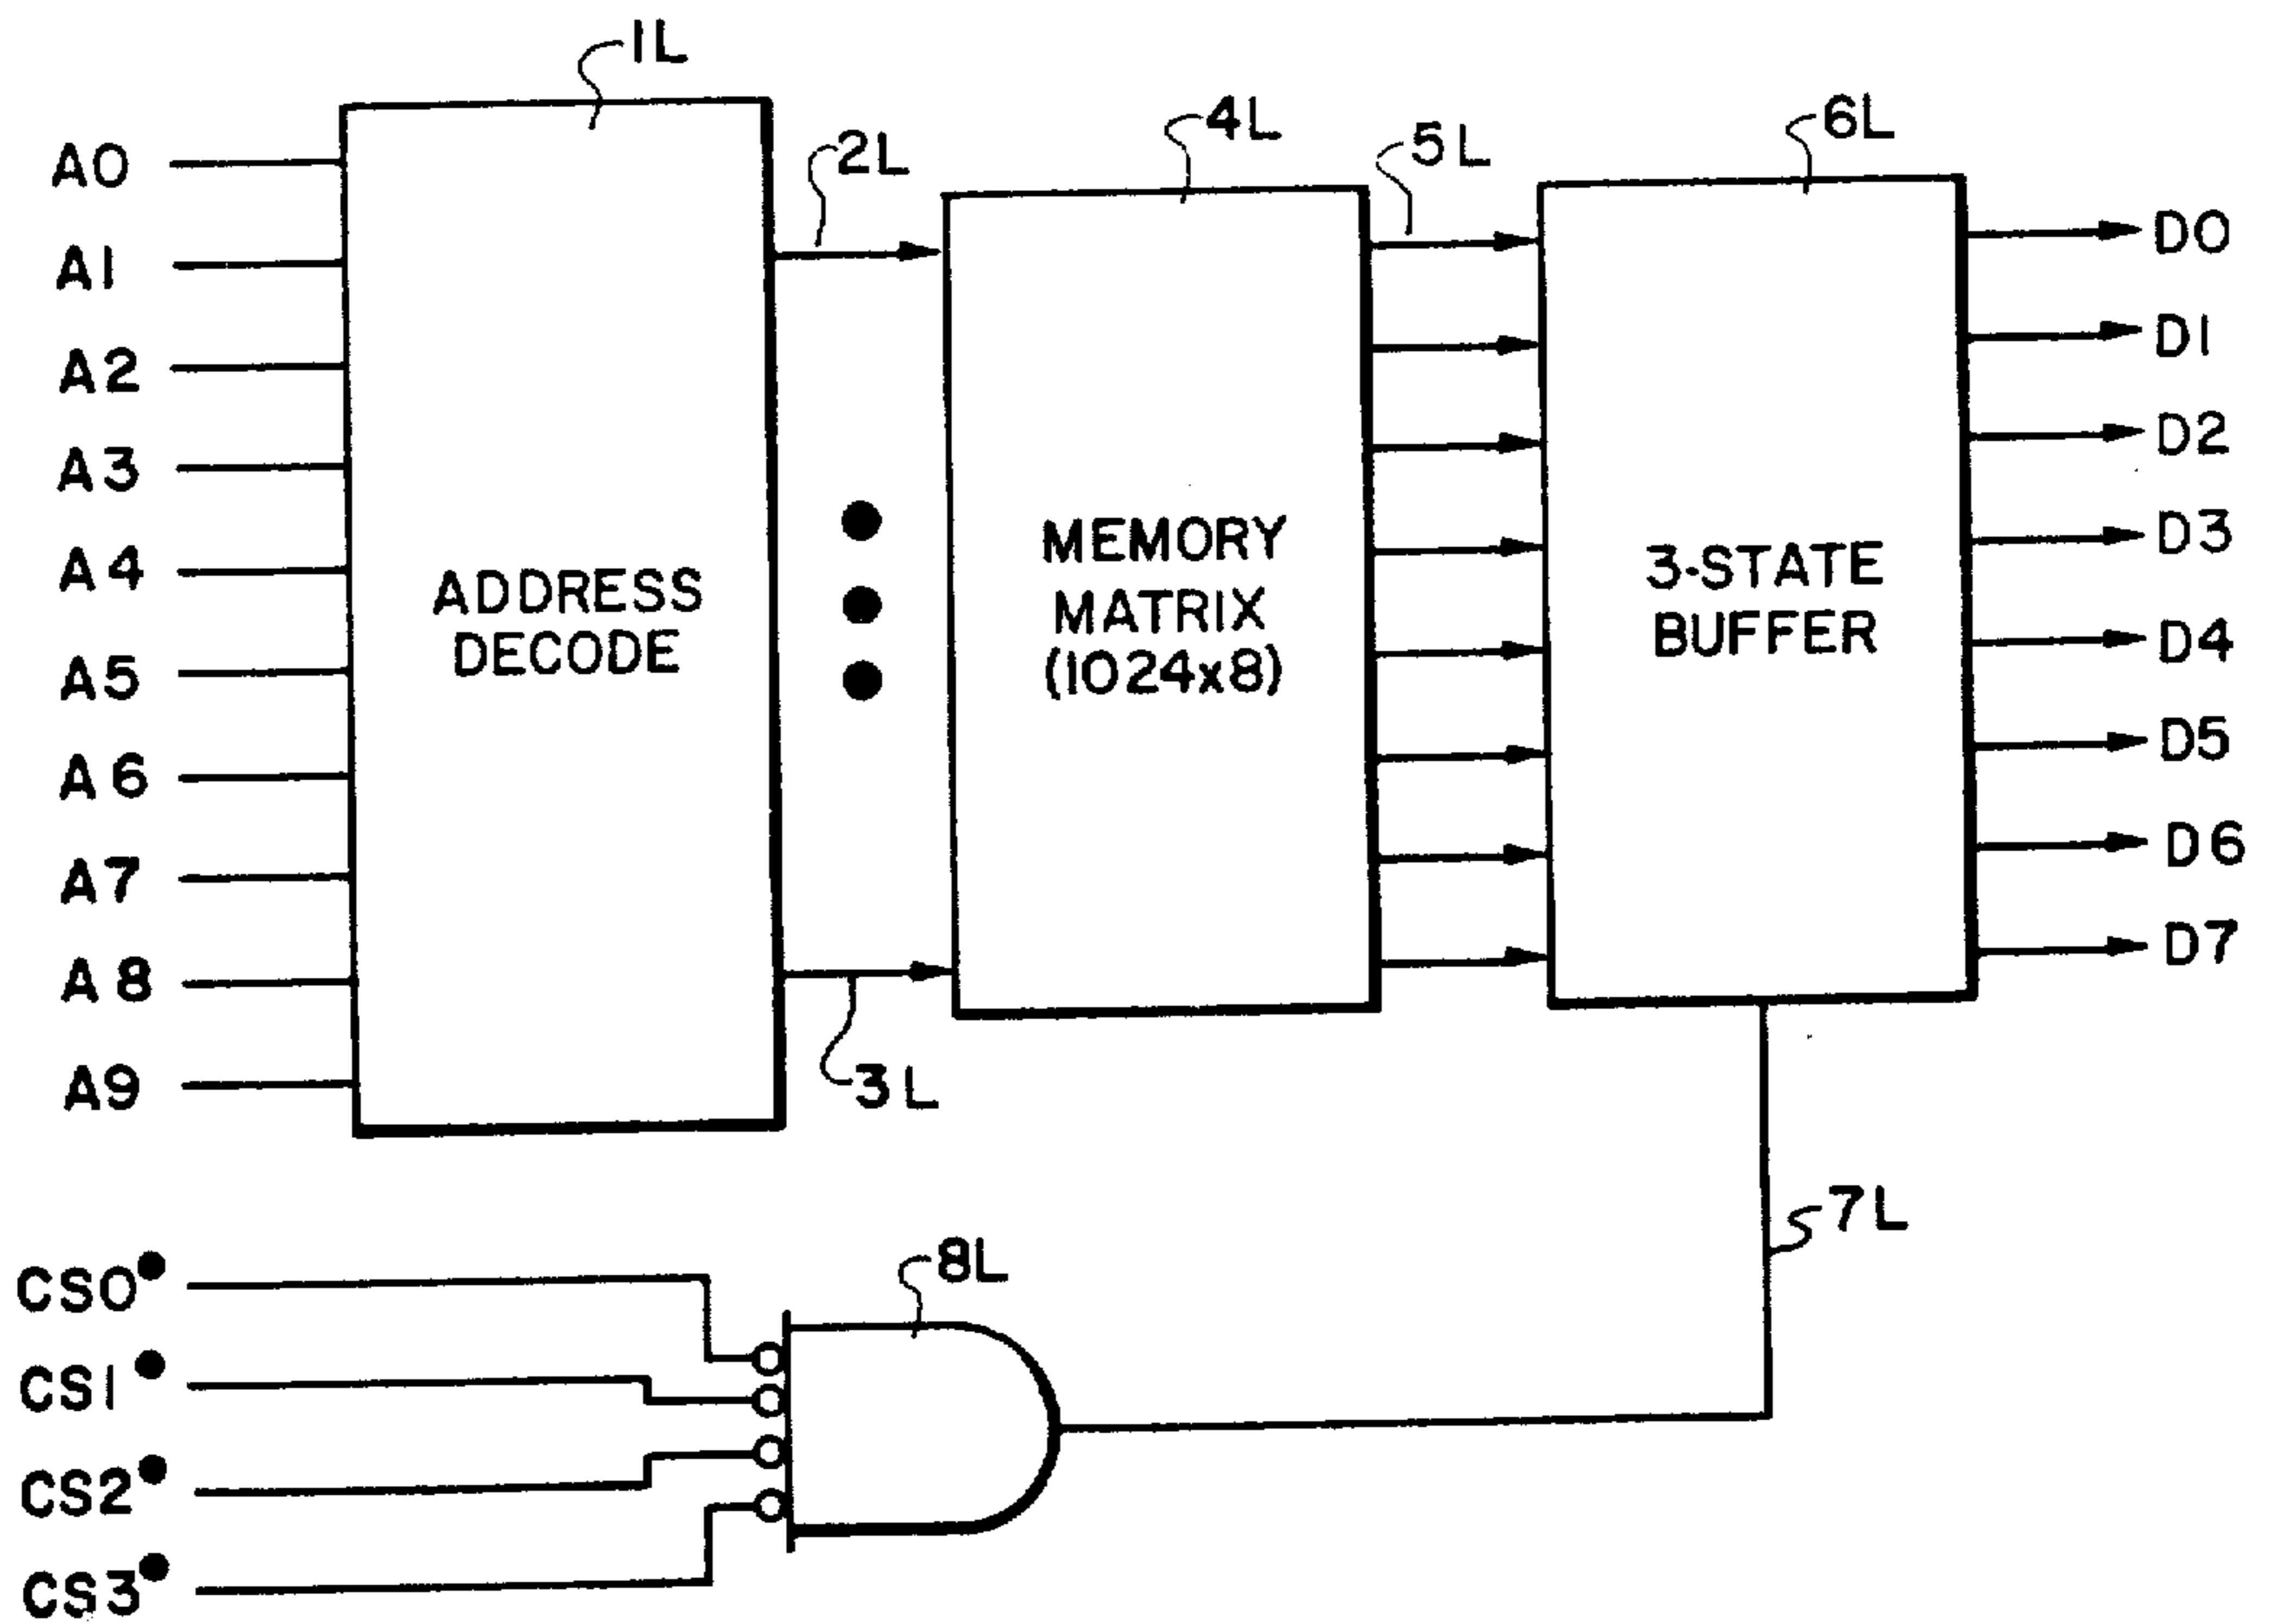 1L
2L
4L
5L
6L
A0
A1
A2
A3
A4
A5
A6
A7
A8
A9
ADDRESS
DECODE
MEMORY
MATRIX
(1024x8)
3-STATE
BUFFER
D0
D1
D2
D3
D4
D5
D6
D7
3L
7L
8L
CS0•
CS1•
CS2•
CS3•